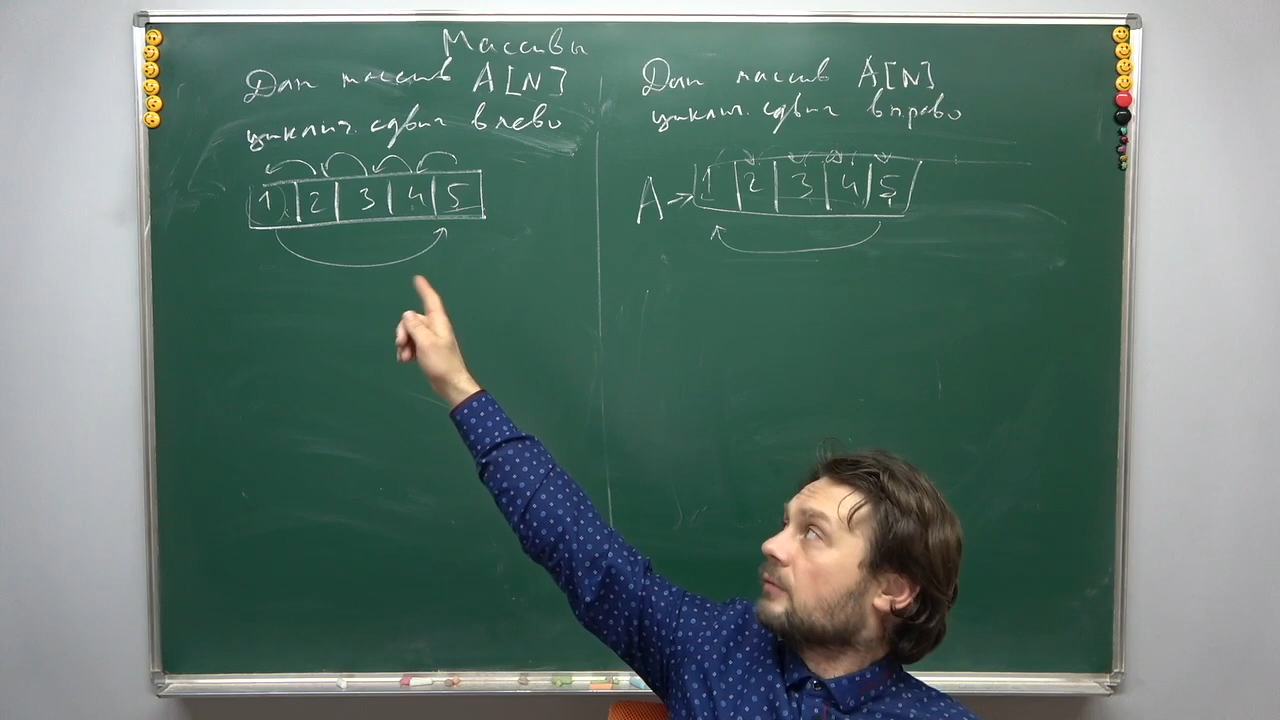 Массивы
Дан массив A[N]
циклич. сдвиг влево
1 2 3 4 5
Дан массив A[N]
циклич. сдвиг вправо
A → 1 2 3 4 5